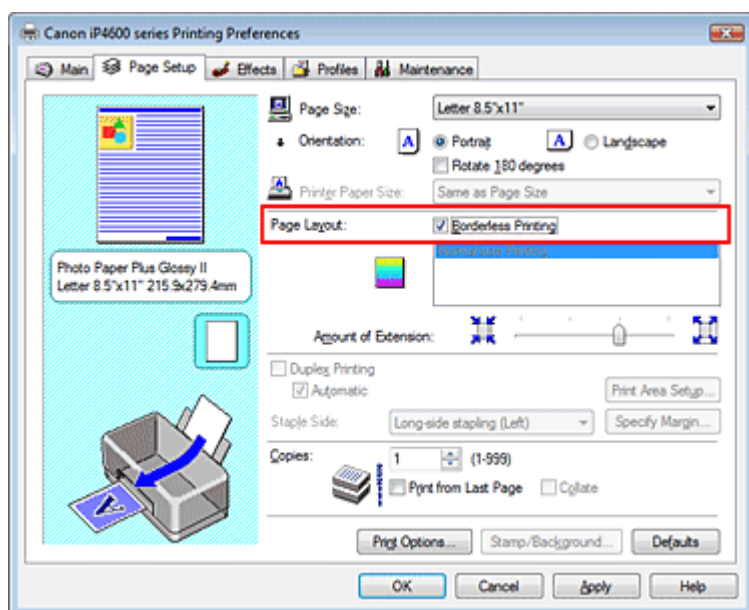 Canon iP4600 series Printing Preferences
Main Page Setup Effects Profiles Maintenance
Page Size: Letter 8.5"x11"
Orientation: A Portrait A Landscape
Rotate 180 degrees
Printer Paper Size: Same as Page Size
Page Layout: Borderless Printing
Photo Paper Plus Glossy II
Letter 8.5"x11" 215.9x279.4mm
Amount of Extension:
Duplex Printing
Automatic Print Area Setup...
Staple Side: Long-side stapling (Left) Specify Margin...
Copies: 1 (1-999)
Print from Last Page Collate
Print Options... Stamp/Background... Defaults
OK Cancel Apply Help